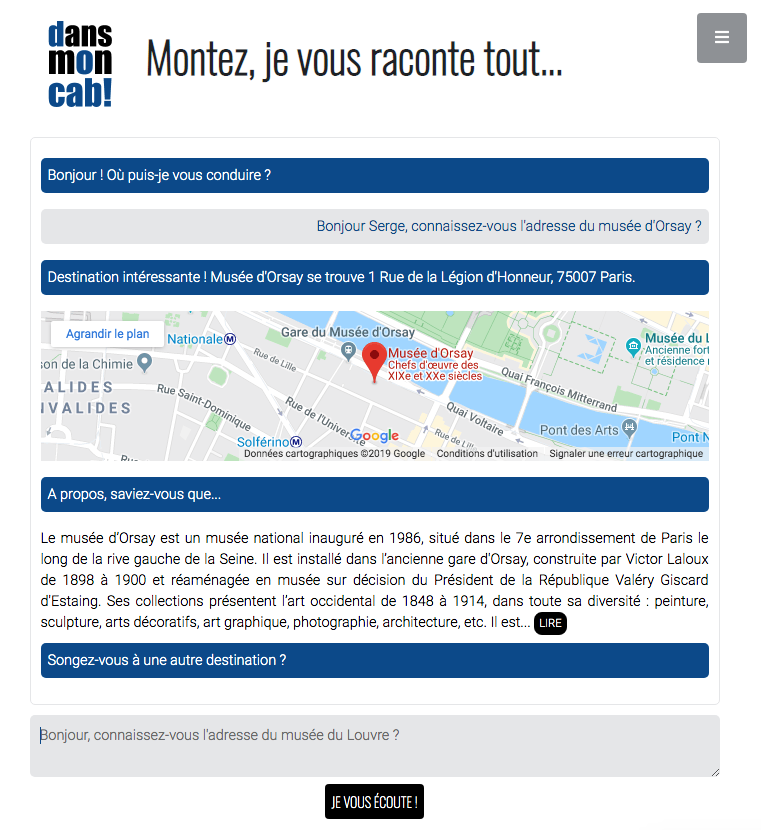 dans
mon
cab!
Montez, je vous raconte tout...
Bonjour ! Où puis-je vous conduire ?
Bonjour Serge, connaissez-vous l'adresse du musée d'Orsay ?
Destination intéressante ! Musée d'Orsay se trouve 1 Rue de la Légion d'Honneur, 75007 Paris.
Agrandir le plan
Nationale M
Gare du Musée d'Orsay
Musée d'Orsay
Chefs d'œuvre des
XIXe et XXe siècles
Musée du L
Ancienne fort
et résidence r
son de la Chimie
Rue de Lille
ALIDES
NVALIDES
Rue Saint-Dominique
Quai François Mitterrand
Rue de l'Universe
Quai Voltaire
Pont des Arts
Pont N
Solférino M
Google
Rue de Lil
Données cartographiques ©2019 Google
Conditions d'utilisation
Signaler une erreur cartographique
A propos, saviez-vous que...
Le musée d'Orsay est un musée national inauguré en 1986, situé dans le 7e arrondissement de Paris le
long de la rive gauche de la Seine. Il est installé dans l'ancienne gare d'Orsay, construite par Victor Laloux
de 1898 à 1900 et réaménagée en musée sur décision du Président de la République Valéry Giscard
d'Estaing. Ses collections présentent l'art occidental de 1848 à 1914, dans toute sa diversité : peinture,
sculpture, arts décoratifs, art graphique, photographie, architecture, etc. Il est... LIRE
Songez-vous à une autre destination ?
Bonjour, connaissez-vous l'adresse du musée du Louvre ?
JE VOUS ÉCOUTE !